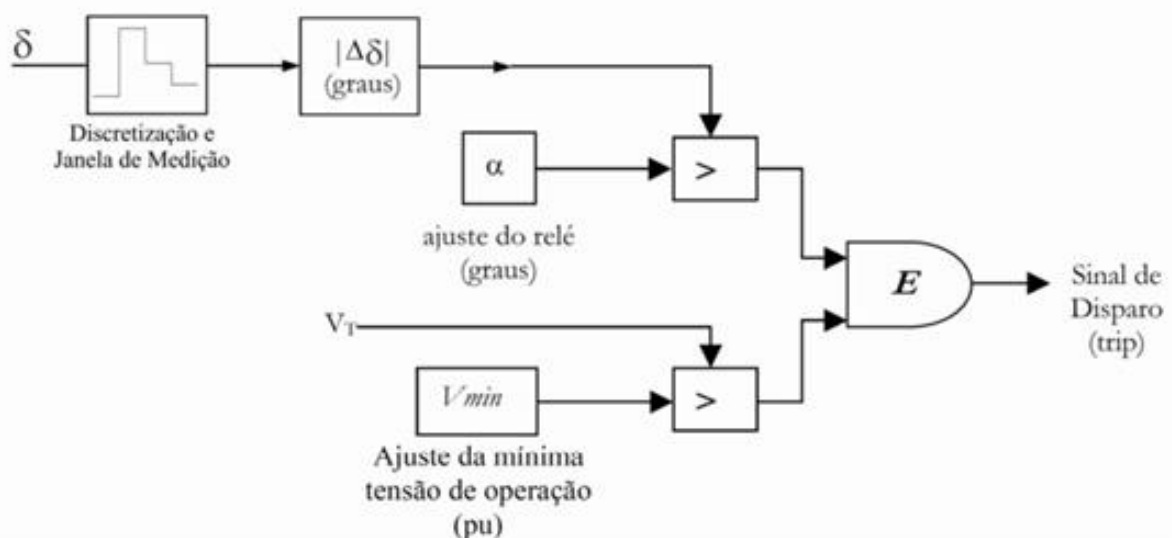 δ
|Δδ|
(graus)
Discretização e
Janela de Medição
α
>
ajuste do relé
(graus)
E
Sinal de
Disparo
(trip)
V_T
Vmin
>
Ajuste da mínima
tensão de operação
(pu)